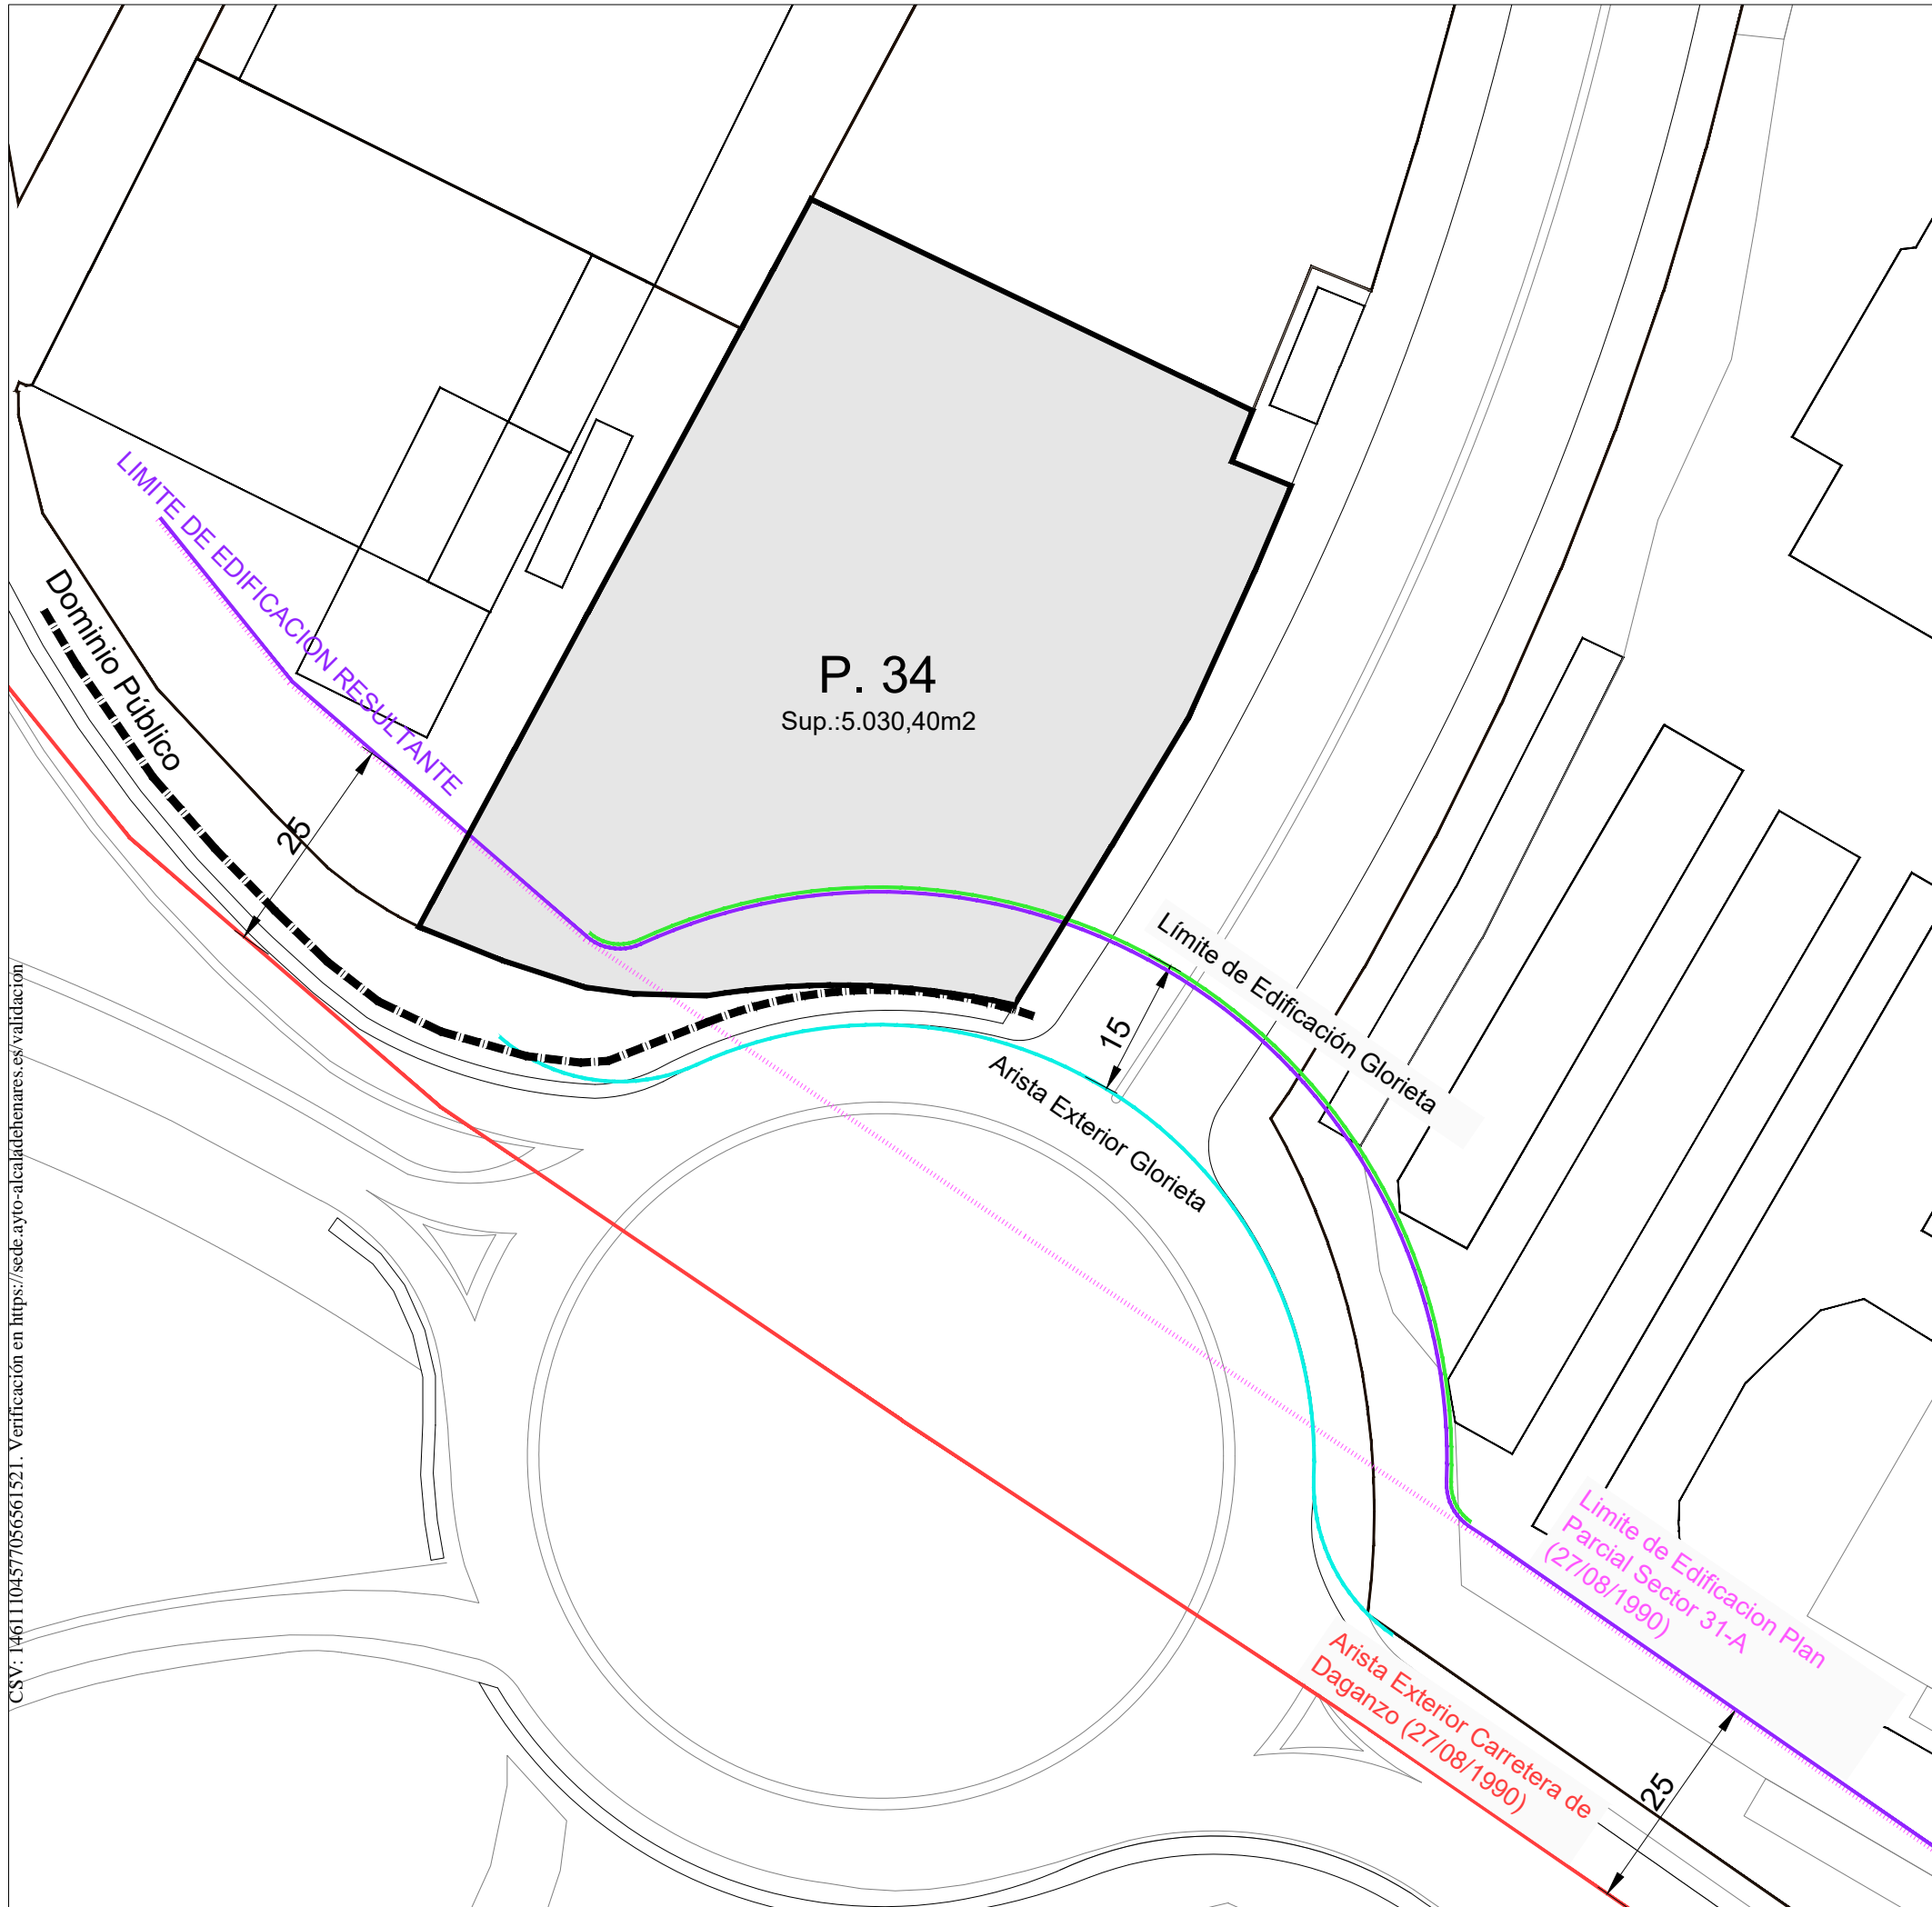 LIMITE DE EDIFICACION RESULTANTE
Dominio Público
25
P. 34
Sup.:5.030,40m2
Límite de Edificación Glorieta
15
Arista Exterior Glorieta
Limite de Edificacion Plan
Parcial Sector 31-A
(27/08/1990)
Arista Exterior Carretera de
Daganzo (27/08/1990)
25
CSV: 14611104577056561521. Verificación en https://sede.ayto-alcaladehenares.es/validacion